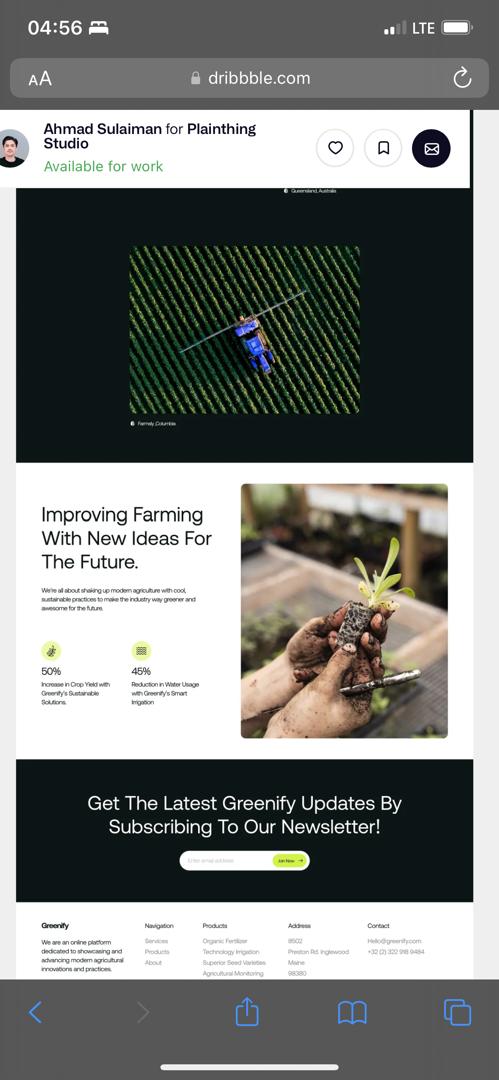 04:56
LTE
AA
dribbble.com
Ahmad Sulaiman for Plainthing
Studio
Available for work
Queensland, Australia
Farmely, Columbia
Improving Farming
With New Ideas For
The Future.
We're all about shaking up modern agriculture with cool,
sustainable practices to make the industry way greener and
awesome for the future.
50%
Increase in Crop Yield with
Greenify's Sustainable
Solutions.
45%
Reduction in Water Usage
with Greenify's Smart
Irrigation
Get The Latest Greenify Updates By
Subscribing To Our Newsletter!
Enter email address
Join Now →
Greenify
We are an online platform
dedicated to showcasing and
advancing modern agricultural
innovations and practices.
Navigation
Services
Products
About
Products
Organic Fertilizer
Technology Irrigation
Superior Seed Varieties
Agricultural Monitoring
Address
8502
Preston Rd. Inglewood
Maine
98380
Contact
Hello@greenify.com
+32 (2) 322 918 9484